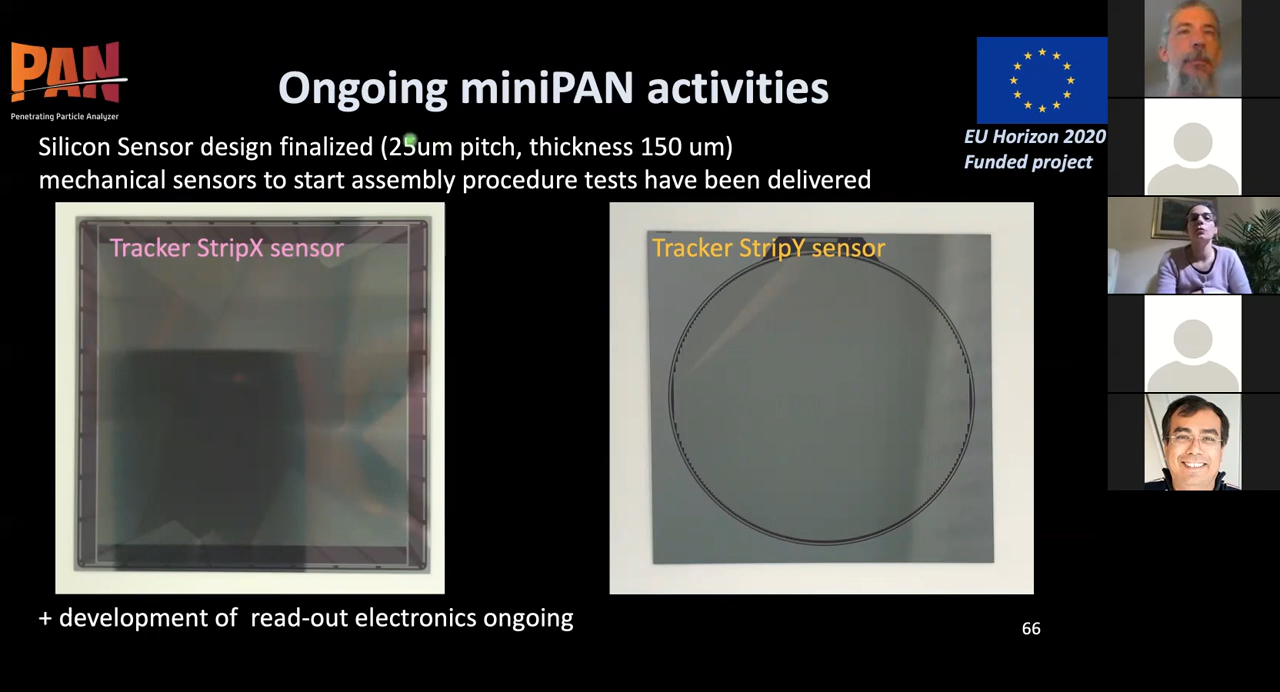 PAN
Penetrating Particle Analyzer
Ongoing miniPAN activities
EU Horizon 2020
Funded project
Silicon Sensor design finalized (25um pitch, thickness 150 um)
mechanical sensors to start assembly procedure tests have been delivered
Tracker StripX sensor
Tracker StripY sensor
+ development of read-out electronics ongoing
66